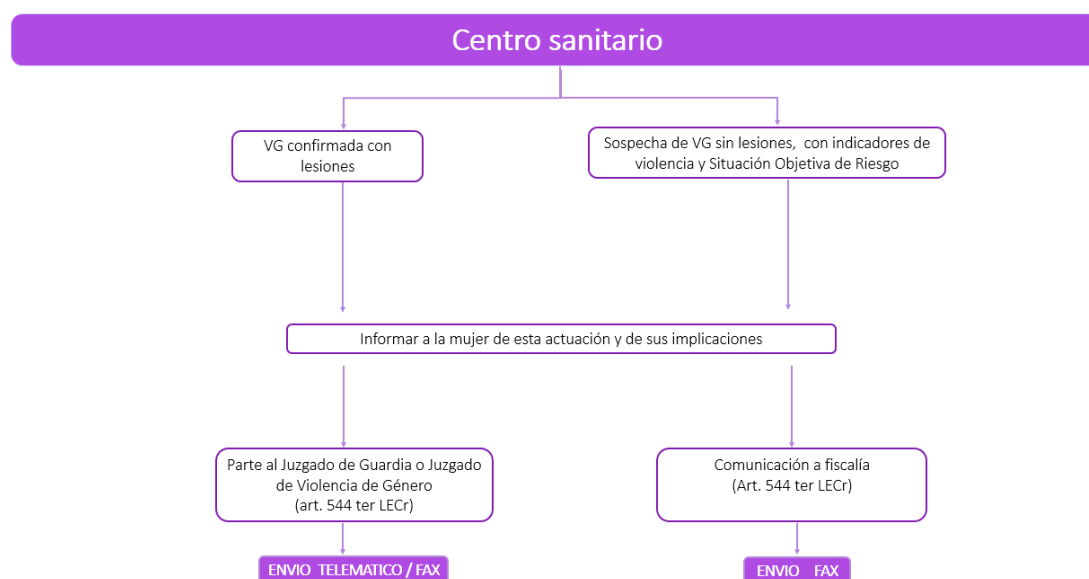 Centro sanitario
VG confirmada con
lesiones
Sospecha de VG sin lesiones, con indicadores de
violencia y Situación Objetiva de Riesgo
Informar a la mujer de esta actuación y de sus implicaciones
Parte al Juzgado de Guardia o Juzgado
de Violencia de Género
(art. 544 ter LECr)
Comunicación a fiscalía
(Art. 544 ter LECr)
ENVIO TELEMATICO / FAX
ENVIO FAX